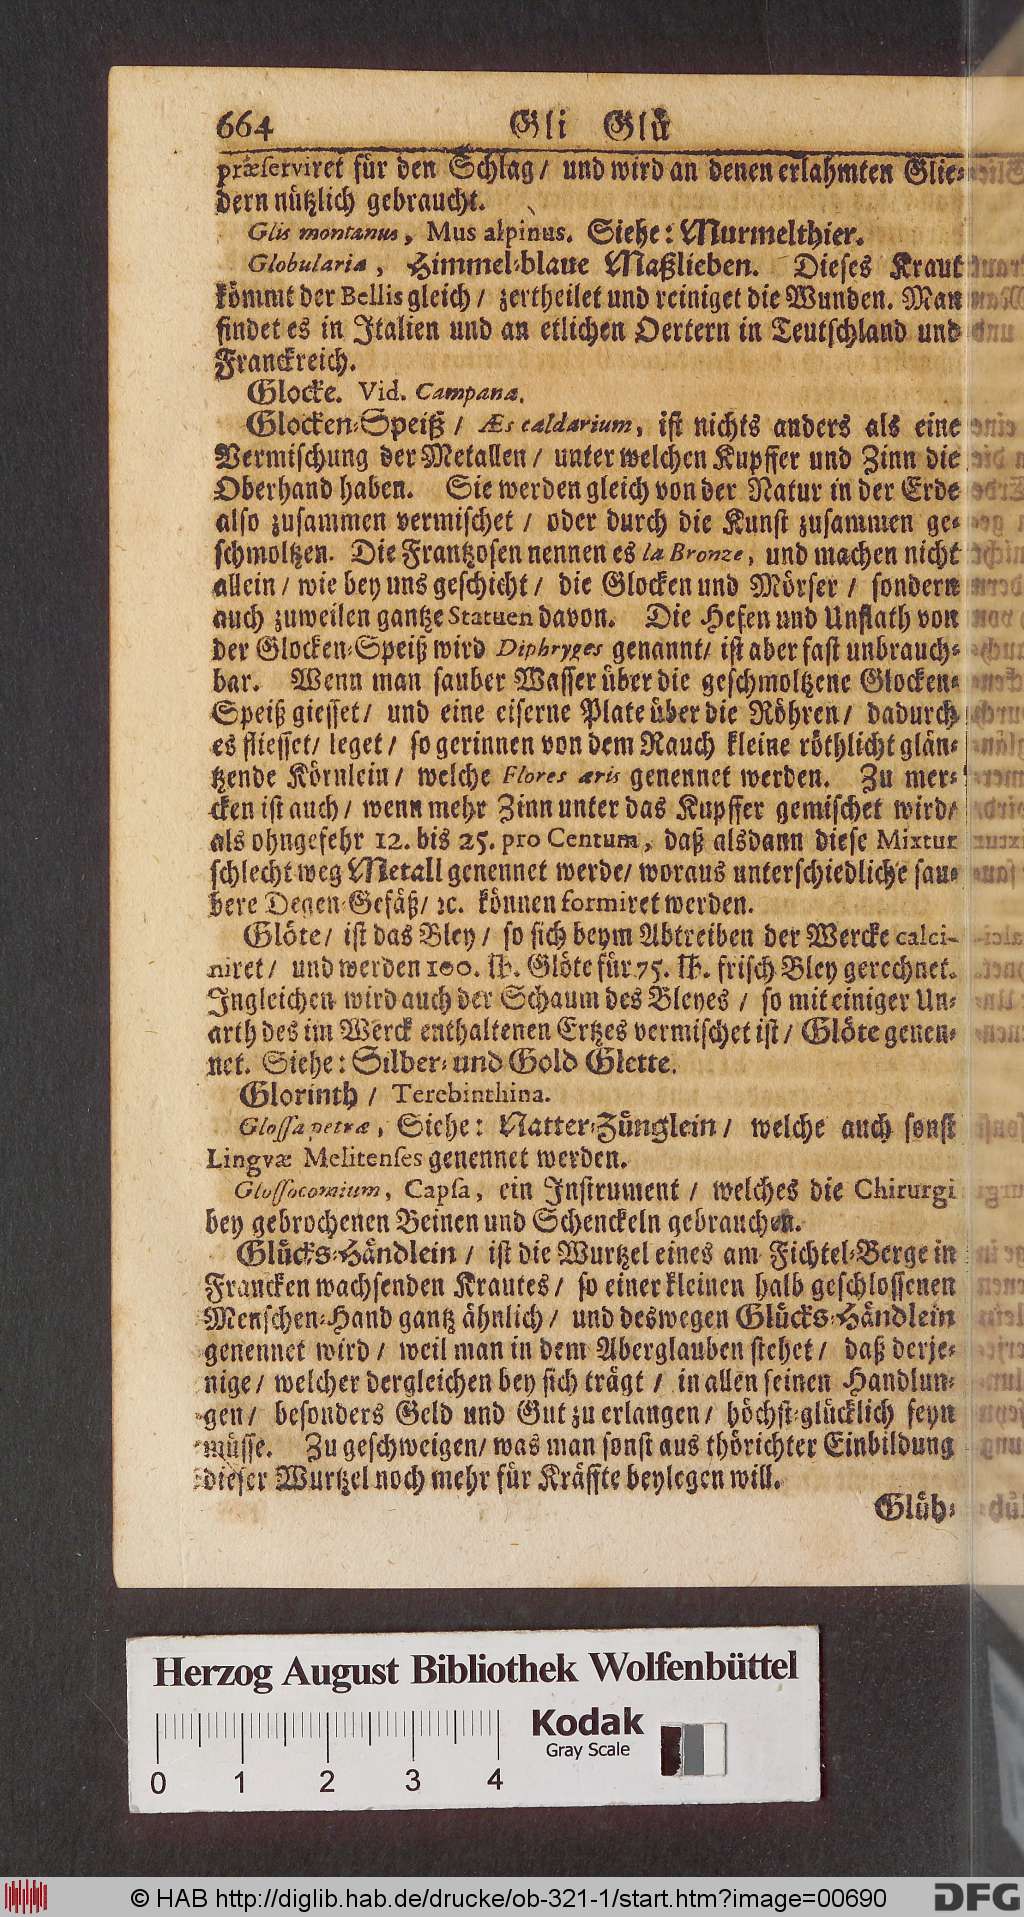 664 Gli Glü
præserviret für den Schlag / und wird an denen erlahmten Glie-
dern nützlich gebraucht.
Glis montanus, Mus alpinus. Siehe: Murmelthier.
Globularia, Himmel-blaue Maßlieben. Dieses Kraut
kömmt der Bellis gleich / zertheilet und reiniget die Wunden. Man
findet es in Italien und an etlichen Oertern in Teutschland und
Franckreich.
Glocke. Vid. Campana.
Glocken-Speiß / Æs caldarium, ist nichts anders als eine
Vermischung der Metallen / unter welchen Kupffer und Zinn die
Oberhand haben. Sie werden gleich von der Natur in der Erde
also zusammen vermischet / oder durch die Kunst zusammen ge-
schmoltzen. Die Frantzosen nennen es la Bronze, und machen nicht
allein / wie bey uns geschicht / die Glocken und Mörser / sondern
auch zuweilen gantze Statuen davon. Die Hefen und Unflath von
der Glocken-Speiß wird Diphryges genannt / ist aber fast unbrauch-
bar. Wenn man sauber Wasser über die geschmoltzene Glocken-
Speiß giesset / und eine eiserne Plate über die Röhren / dadurch
es fliesset / leget / so gerinnen von dem Rauch kleine röthlicht glän-
tzende Körnlein / welche Flores æris genennet werden. Zu mer-
cken ist auch / wenn mehr Zinn unter das Kupffer gemischet wird /
als ohngefehr 12. bis 25. pro Centum, daß alsdann diese Mixtur
schlecht weg Metall genennet werde / woraus unterschiedliche sau-
bere Degen-Gefäß / ꝛc. können formiret werden.
Glöte / ist das Bley / so sich beym Abtreiben der Wercke calci-
niret / und werden 100. ℔. Glöte für 75. ℔. frisch Bley gerechnet.
Ingleichen wird auch der Schaum des Bleyes / so mit einiger Un-
arth des im Werck enthaltenen Ertzes vermischet ist / Glöte genen-
net. Siehe: Silber- und Gold Glette.
Glorinth / Terebinthina.
Glossa petræ, Siehe: Natter-Zünglein / welche auch sonst
Lingvæ Melitenses genennet werden.
Glossocomium, Capsa, ein Instrument / welches die Chirurgi
bey gebrochenen Beinen und Schenckeln gebrauchen.
Glücks-Händlein / ist die Wurtzel eines am Fichtel-Berge in
Francken wachsenden Krautes / so einer kleinen halb geschlossenen
Menschen-Hand gantz ähnlich / und deswegen Glücks-Händlein
genennet wird / weil man in dem Aberglauben stehet / daß derje-
nige / welcher dergleichen bey sich trägt / in allen seinen Handlun-
gen / besonders Geld und Gut zu erlangen / höchst-glücklich seyn
müsse. Zu geschweigen / was man sonst aus thörichter Einbildung
dieser Wurtzel noch mehr für Kräffte beylegen will.
Glüh-
Herzog August Bibliothek Wolfenbüttel
Kodak
Gray Scale
0 1 2 3 4
© HAB http://diglib.hab.de/drucke/ob-321-1/start.htm?image=00690
DFG